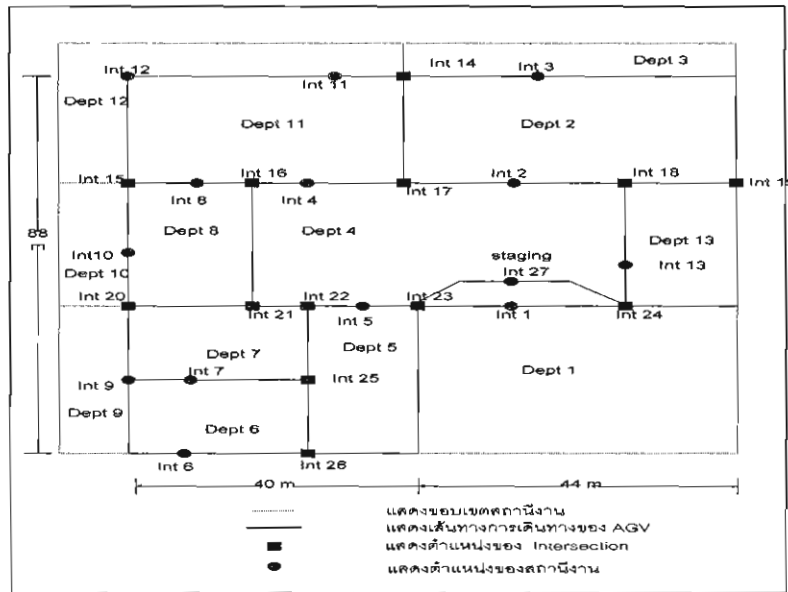 Int 12
Int 11
Int 14
Int 3
Dept 3
Dept 12
Dept 11
Dept 2
Int 15
Int 16
Int 17
Int 18
Int 8
Int 4
Int 2
Dept 8
Dept 4
88 m
Int10
Dept 10
staging
Int 27
Dept 13
Int 13
Int 20
Int 21
Int 22
Int 5
Int 23
Int 1
Int 24
Dept 7
Dept 5
Dept 1
Int 9
Int 7
Int 25
Dept 9
Dept 6
Int 6
Int 26
40 m
44 m
แสดงขอบเขตสถานีงาน
แสดงเส้นทางการเดินทางของ AGV
แสดงตำแหน่งของ Intersection
แสดงตำแหน่งของสถานีงาน